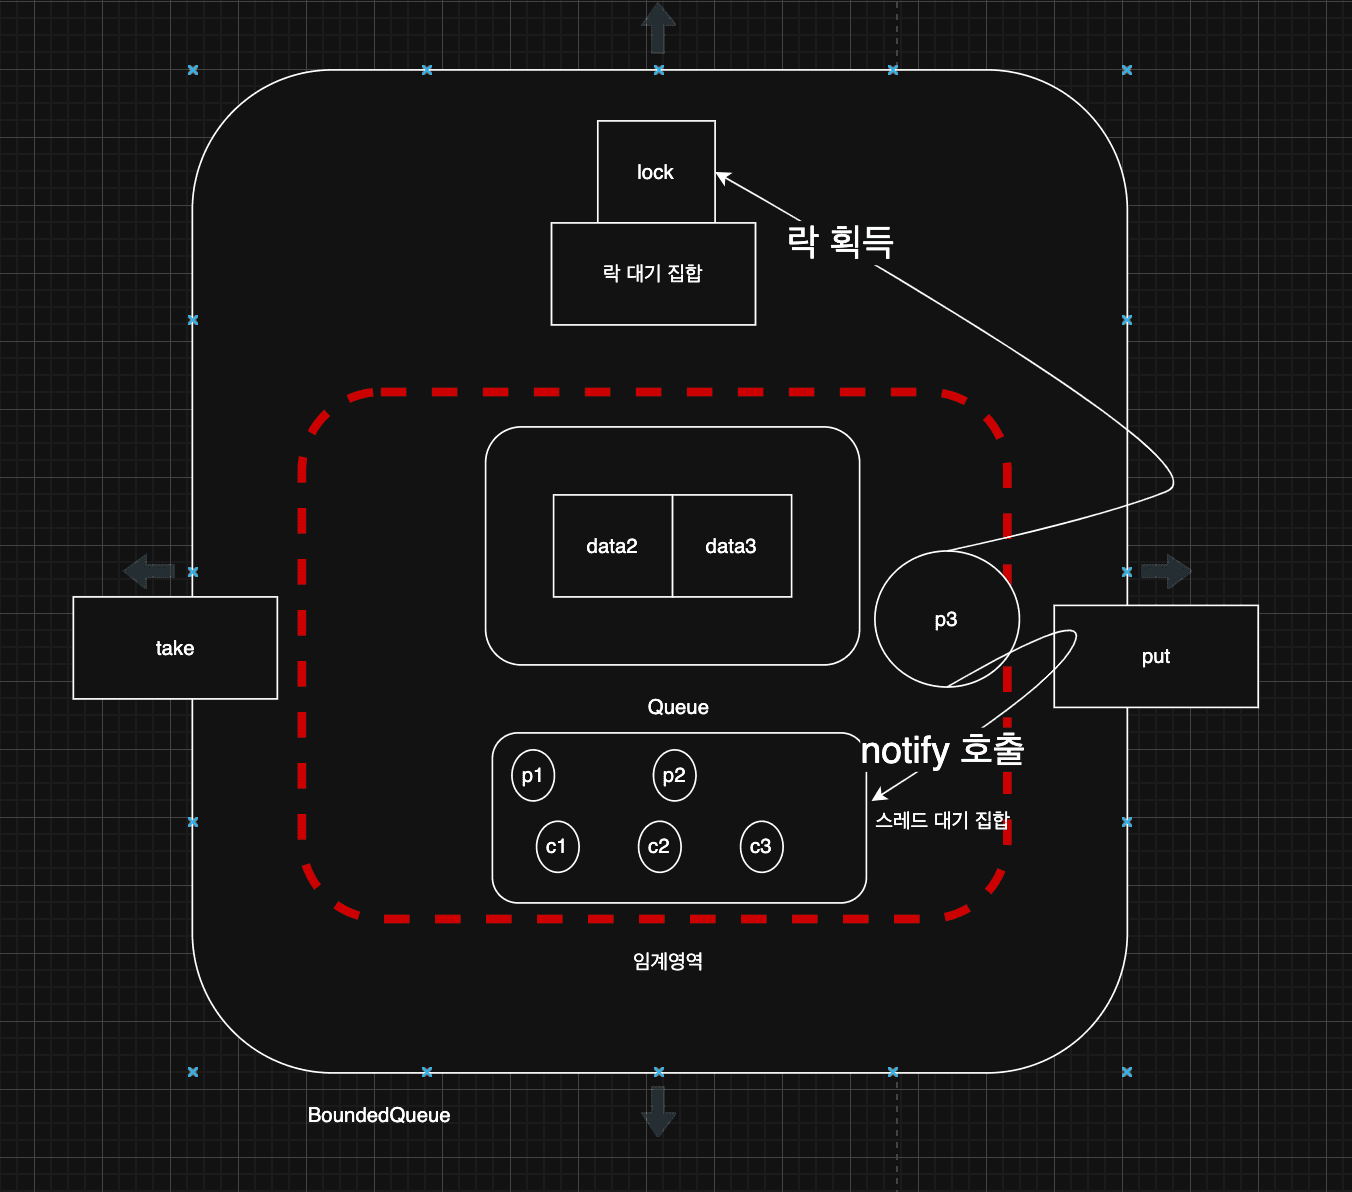 lock
락 획득
락 대기 집합
data2
data3
p3
take
put
Queue
notify 호출
p1
p2
스레드 대기 집합
c1
c2
c3
임계영역
BoundedQueue